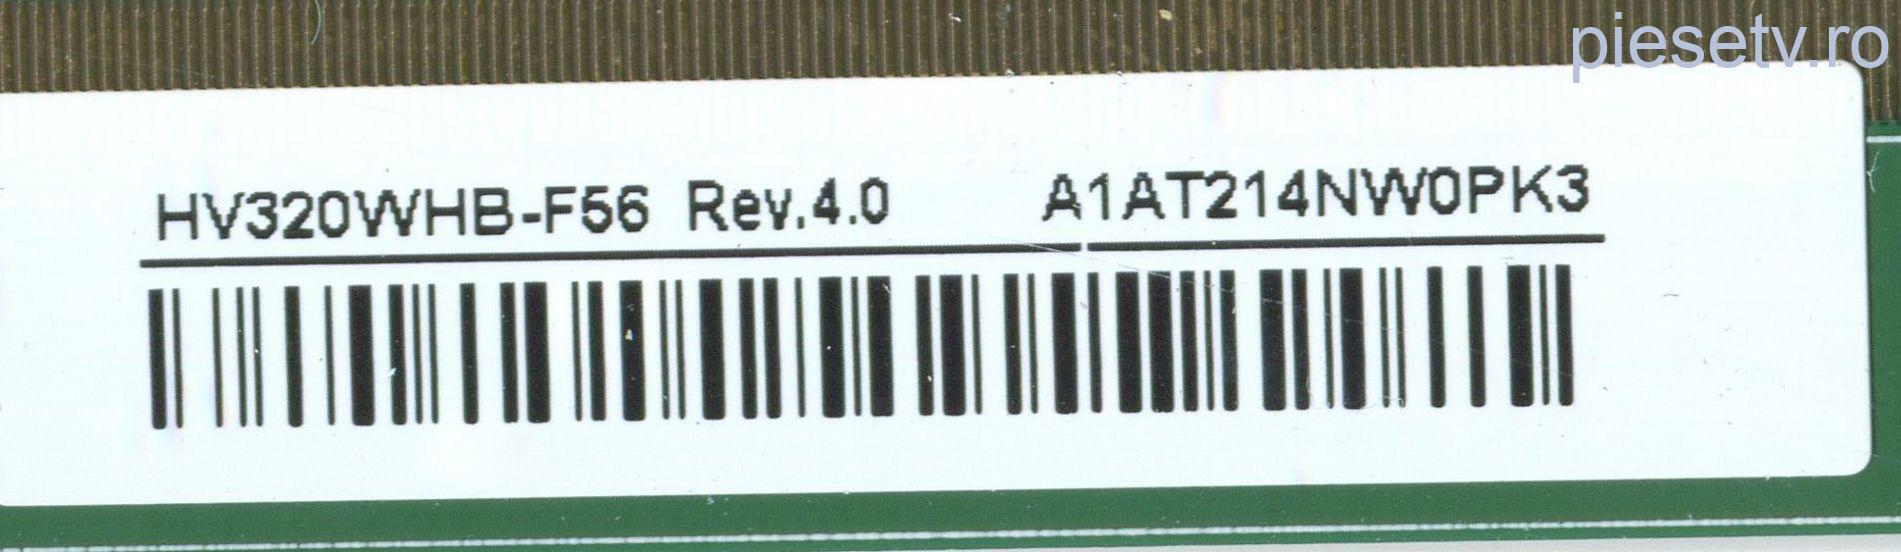 piesetv.ro
HV320WHB-F56 Rev.4.0 A1AT214NW0PK3